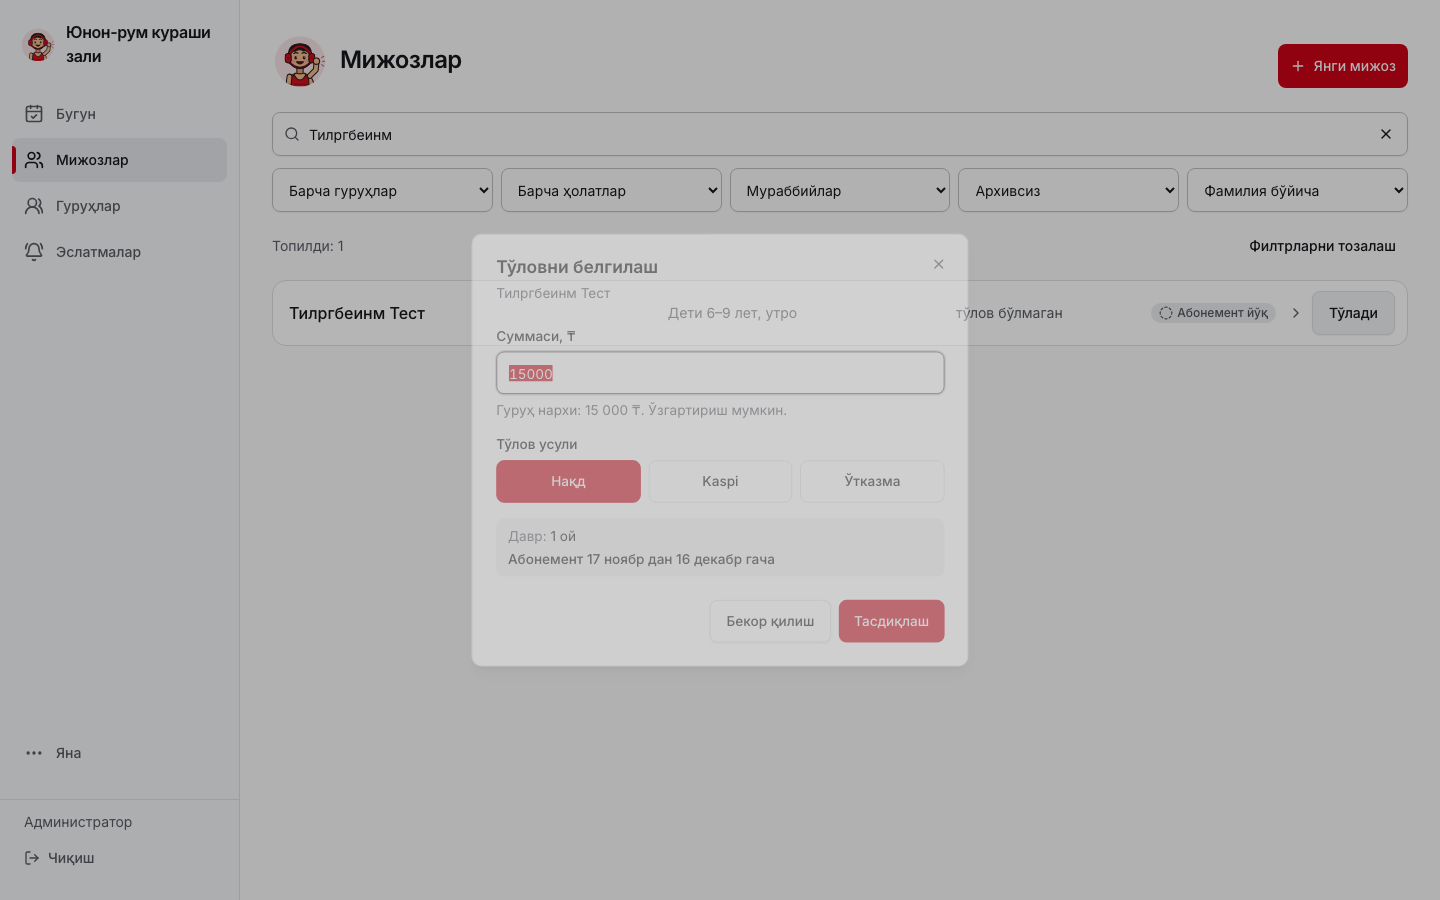 Юнон-рум кураши
зали
Бугун
Мижозлар
Гуруҳлар
Эслатмалар
Яна
Администратор
Чиқиш
Мижозлар
Янги мижоз
Тилргбеинм
Барча гуруҳлар
Барча ҳолатлар
Мураббийлар
Архивсиз
Фамилия бўйича
Топилди: 1
Филтрларни тозалаш
Тилргбеинм Тест
Дети 6–9 лет, утро
тўлов бўлмаган
Абонемент йўқ
Тўлади
Тўловни белгилаш
Тилргбеинм Тест
Суммаси, ₸
15000
Гуруҳ нархи: 15 000 ₸. Ўзгартириш мумкин.
Тўлов усули
Нақд
Kaspi
Ўтказма
Давр: 1 ой
Абонемент 17 ноябр дан 16 декабр гача
Бекор қилиш
Тасдиқлаш